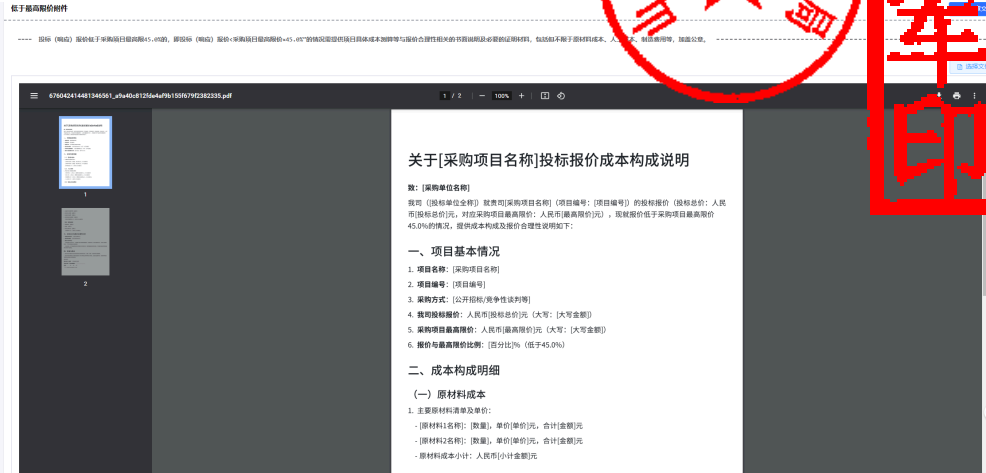 低于最高限价附件
投标（响应）报价低于采购项目最高限45.0%的，即投标（响应）报价<采购项目最高限价×45.0%"的情况需提供项目具体成本测算等与报价合理性相关的书面说明及必要的证明材料，包括但不限于原材料成本、人工成本、制造费用等，加盖公章。
选择文件
676042414481346561_a9a40c812fde4af9b155f679f2382335.pdf
1 / 2
100%
1
2
关于[采购项目名称]投标报价成本构成说明
致：[采购单位名称]
我司（[投标单位全称]）就贵司[采购项目名称]（项目编号：[项目编号]）的投标报价（投标总价：人民
币[投标总价]元，对应采购项目最高限价：人民币[最高限价]元），现就报价低于采购项目最高限价
45.0%的情况，提供成本构成及报价合理性说明如下：
一、项目基本情况
1. 项目名称：[采购项目名称]
2. 项目编号：[项目编号]
3. 采购方式：[公开招标/竞争性谈判等]
4. 我司投标报价：人民币[投标总价]元（大写：[大写金额]）
5. 采购项目最高限价：人民币[最高限价]元（大写：[大写金额]）
6. 报价与最高限价比例：[百分比]%（低于45.0%）
二、成本构成明细
（一）原材料成本
1. 主要原材料清单及单价：
- [原材料1名称]：[数量]，单价[单价]元，合计[金额]元
- [原材料2名称]：[数量]，单价[单价]元，合计[金额]元
- 原材料成本小计：人民币[小计金额]元
印